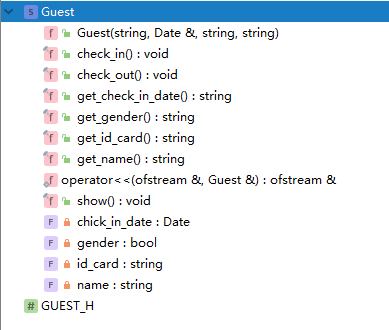 S Guest
f Guest(string, Date &, string, string)
f check_in() : void
f check_out() : void
f get_check_in_date() : string
f get_gender() : string
f get_id_card() : string
f get_name() : string
f operator<<(ofstream &, Guest &) : ofstream &
f show() : void
F chick_in_date : Date
F gender : bool
F id_card : string
F name : string
# GUEST_H